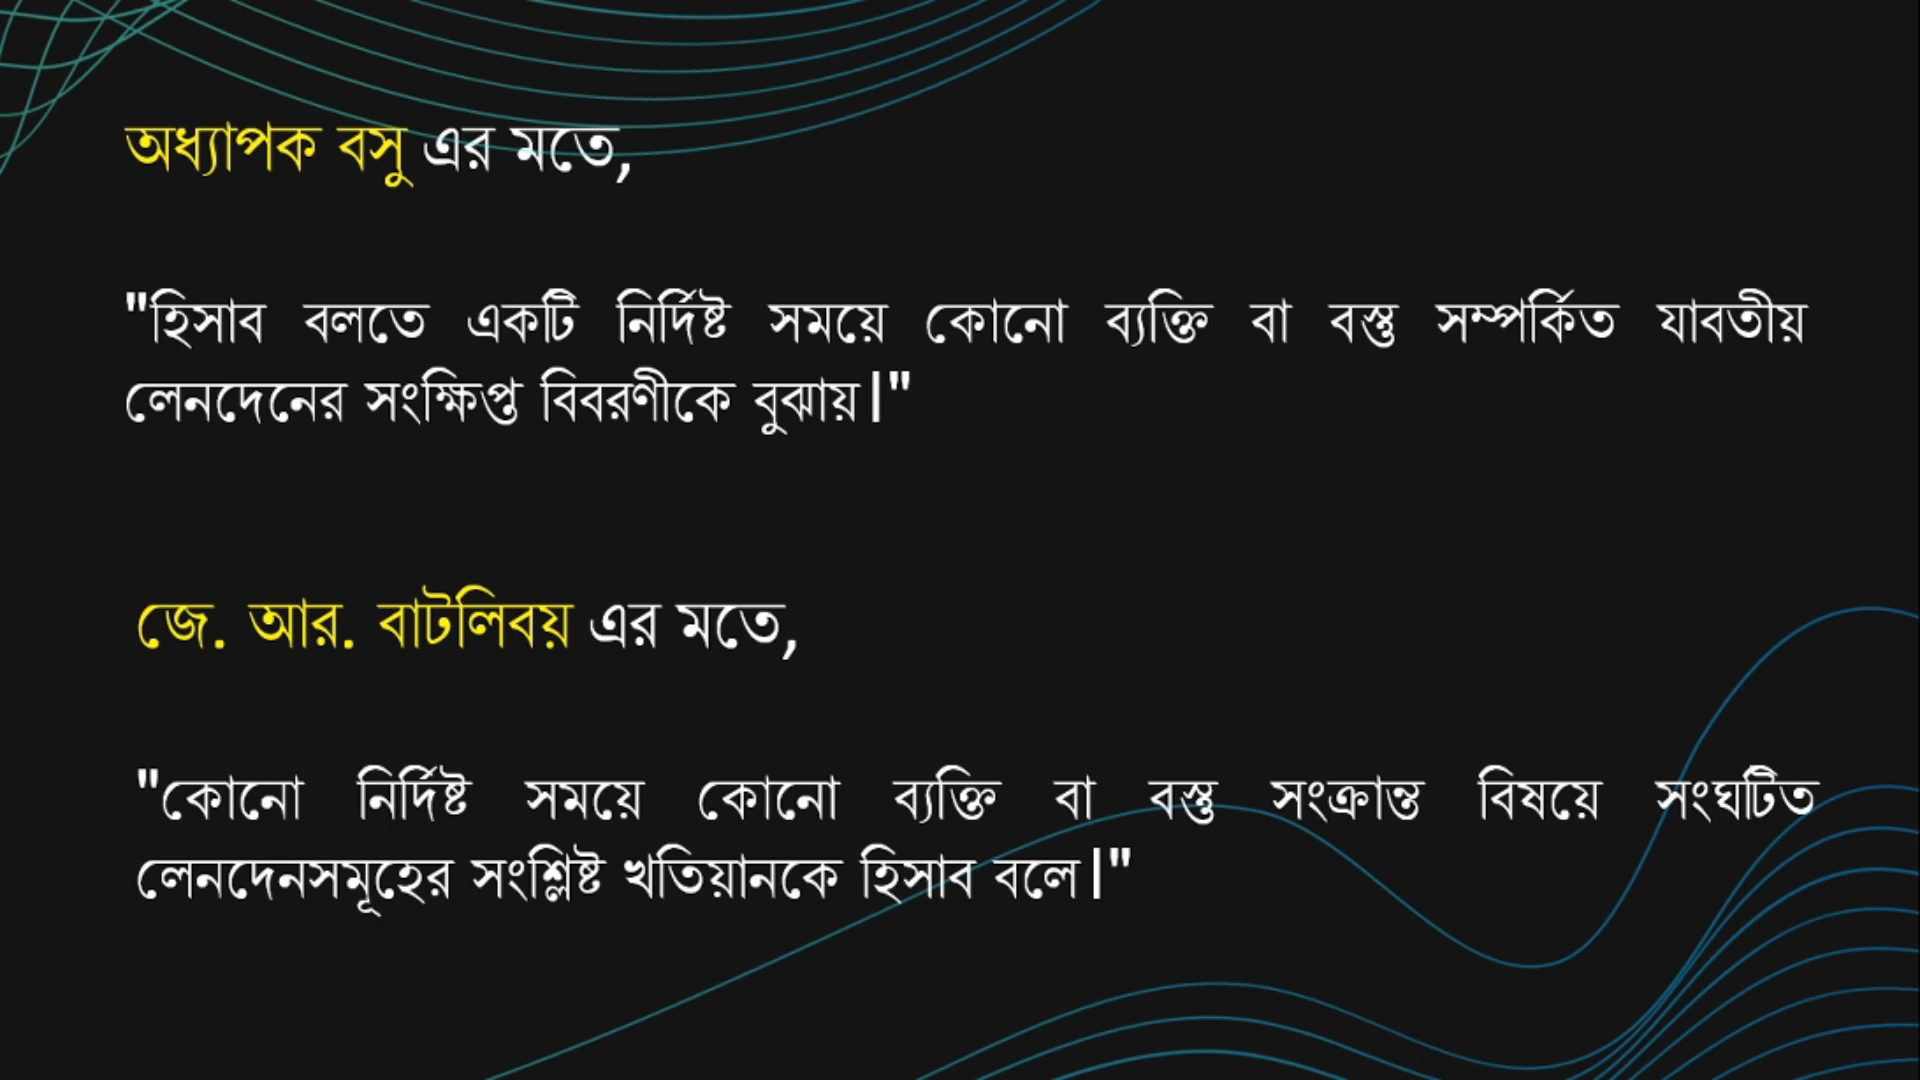 অধ্যাপক বসু এর মতে,
"হিসাব বলতে একটি নির্দিষ্ট সময়ে কোনো ব্যক্তি বা বস্তু সম্পর্কিত যাবতীয়
লেনদেনের সংক্ষিপ্ত বিবরণীকে বুঝায়।"
জে. আর. বাটলিবয় এর মতে,
"কোনো নির্দিষ্ট সময়ে কোনো ব্যক্তি বা বস্তু সংক্রান্ত বিষয়ে সংঘটিত
লেনদেনসমূহের সংশ্লিষ্ট খতিয়ানকে হিসাব বলে।"